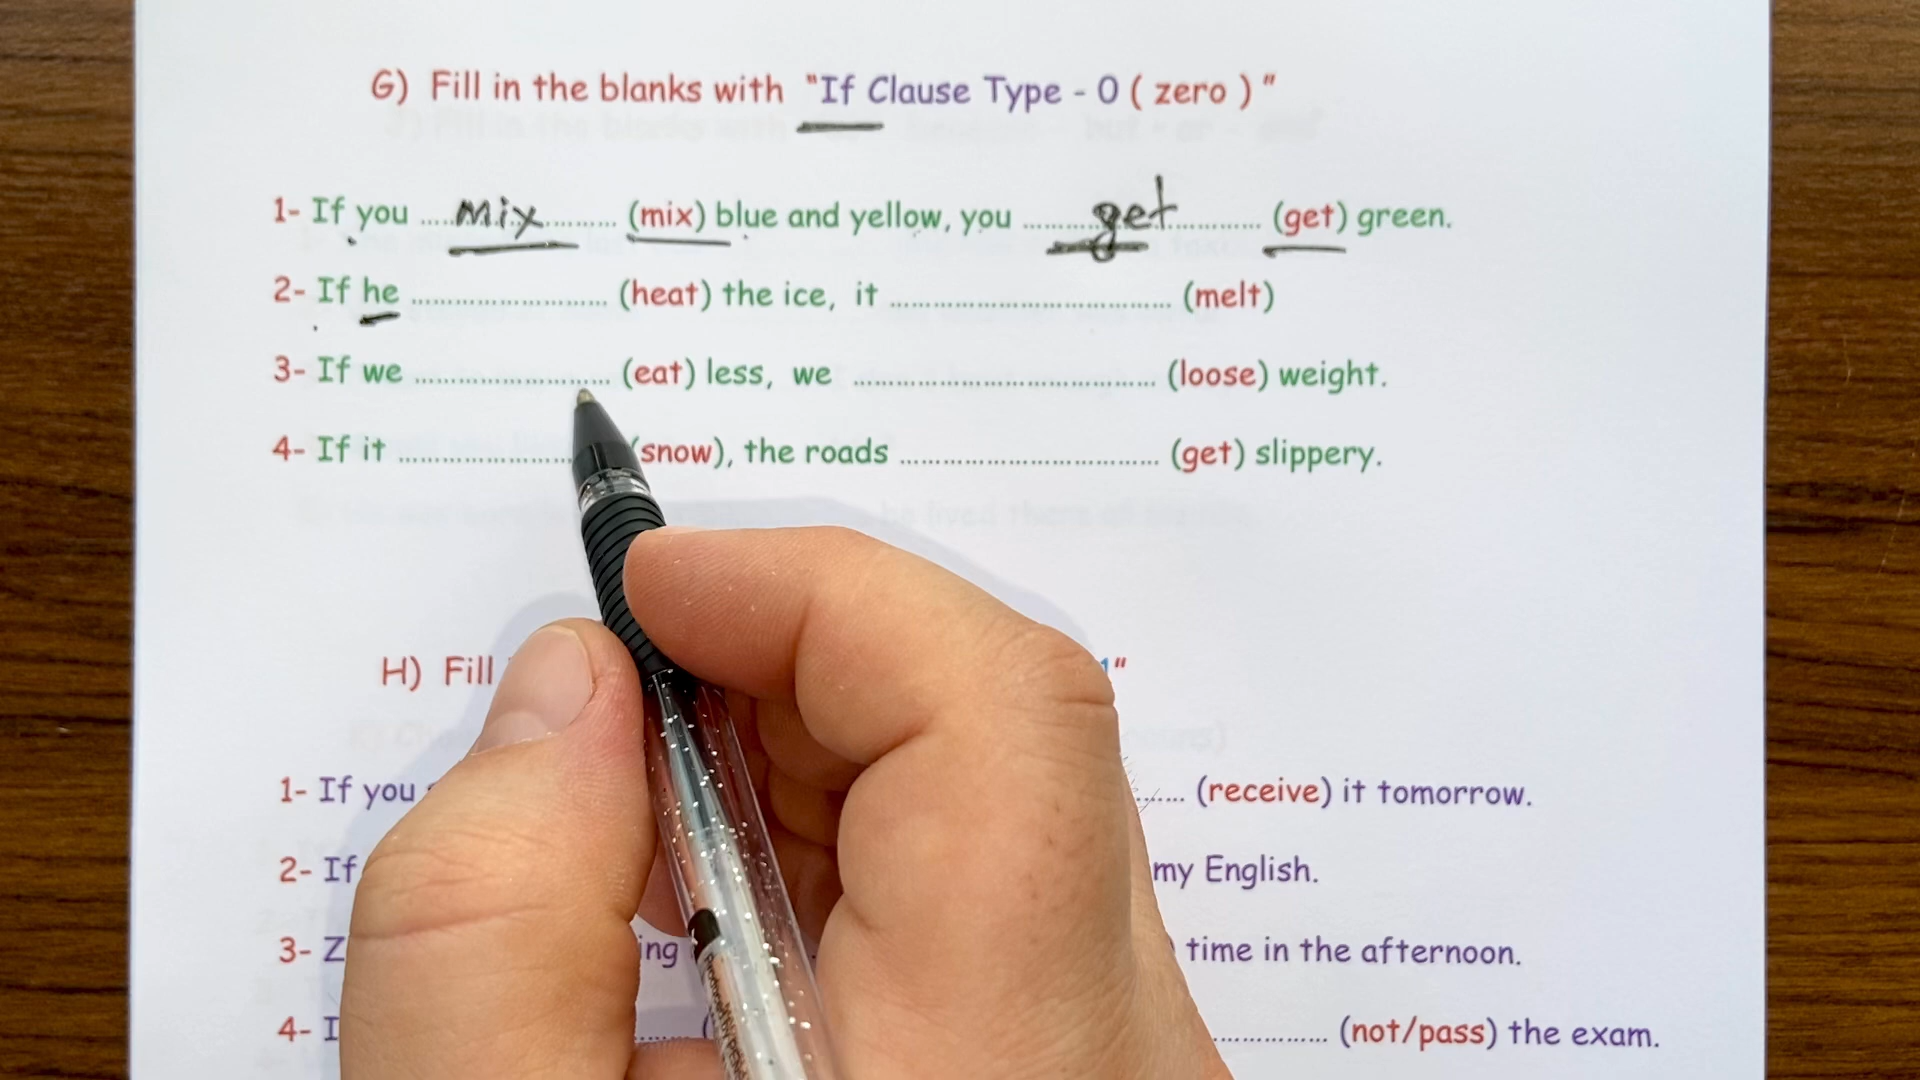 G) Fill in the blanks with "If Clause Type - 0 ( zero ) "
1- If you ..... mix .......... (mix) blue and yellow, you .......... get .......... (get) green.
2- If he .......................... (heat) the ice, it ...................................... (melt)
3- If we .......................... (eat) less, we ........................................ (loose) weight.
4- If it ....................... (snow), the roads .................................. (get) slippery.
H) Fill 1"
1- If you ...... (receive) it tomorrow.
2- If my English.
3- ing time in the afternoon.
4- ......... ( ............... (not/pass) the exam.